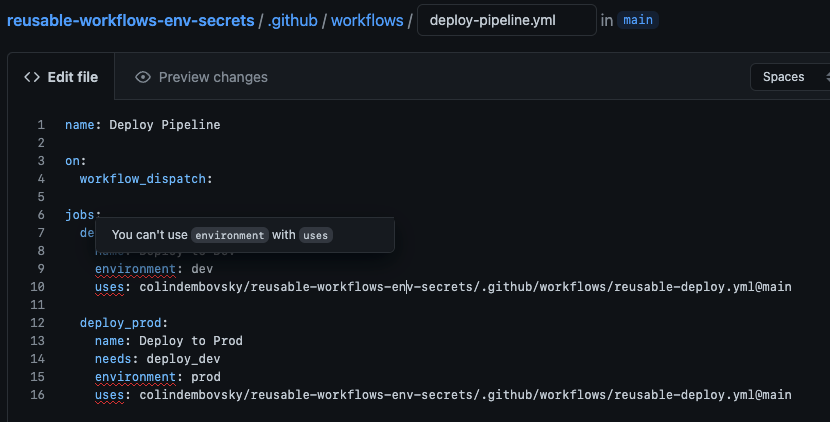 reusable-workflows-env-secrets / .github / workflows / deploy-pipeline.yml in main
<> Edit file Preview changes Spaces
1 name: Deploy Pipeline
2
3 on:
4 workflow_dispatch:
5
6 jobs:
You can't use environment with uses
7 de
8
9 environment: dev
10 uses: colindembovsky/reusable-workflows-env-secrets/.github/workflows/reusable-deploy.yml@main
11
12 deploy_prod:
13 name: Deploy to Prod
14 needs: deploy_dev
15 environment: prod
16 uses: colindembovsky/reusable-workflows-env-secrets/.github/workflows/reusable-deploy.yml@main